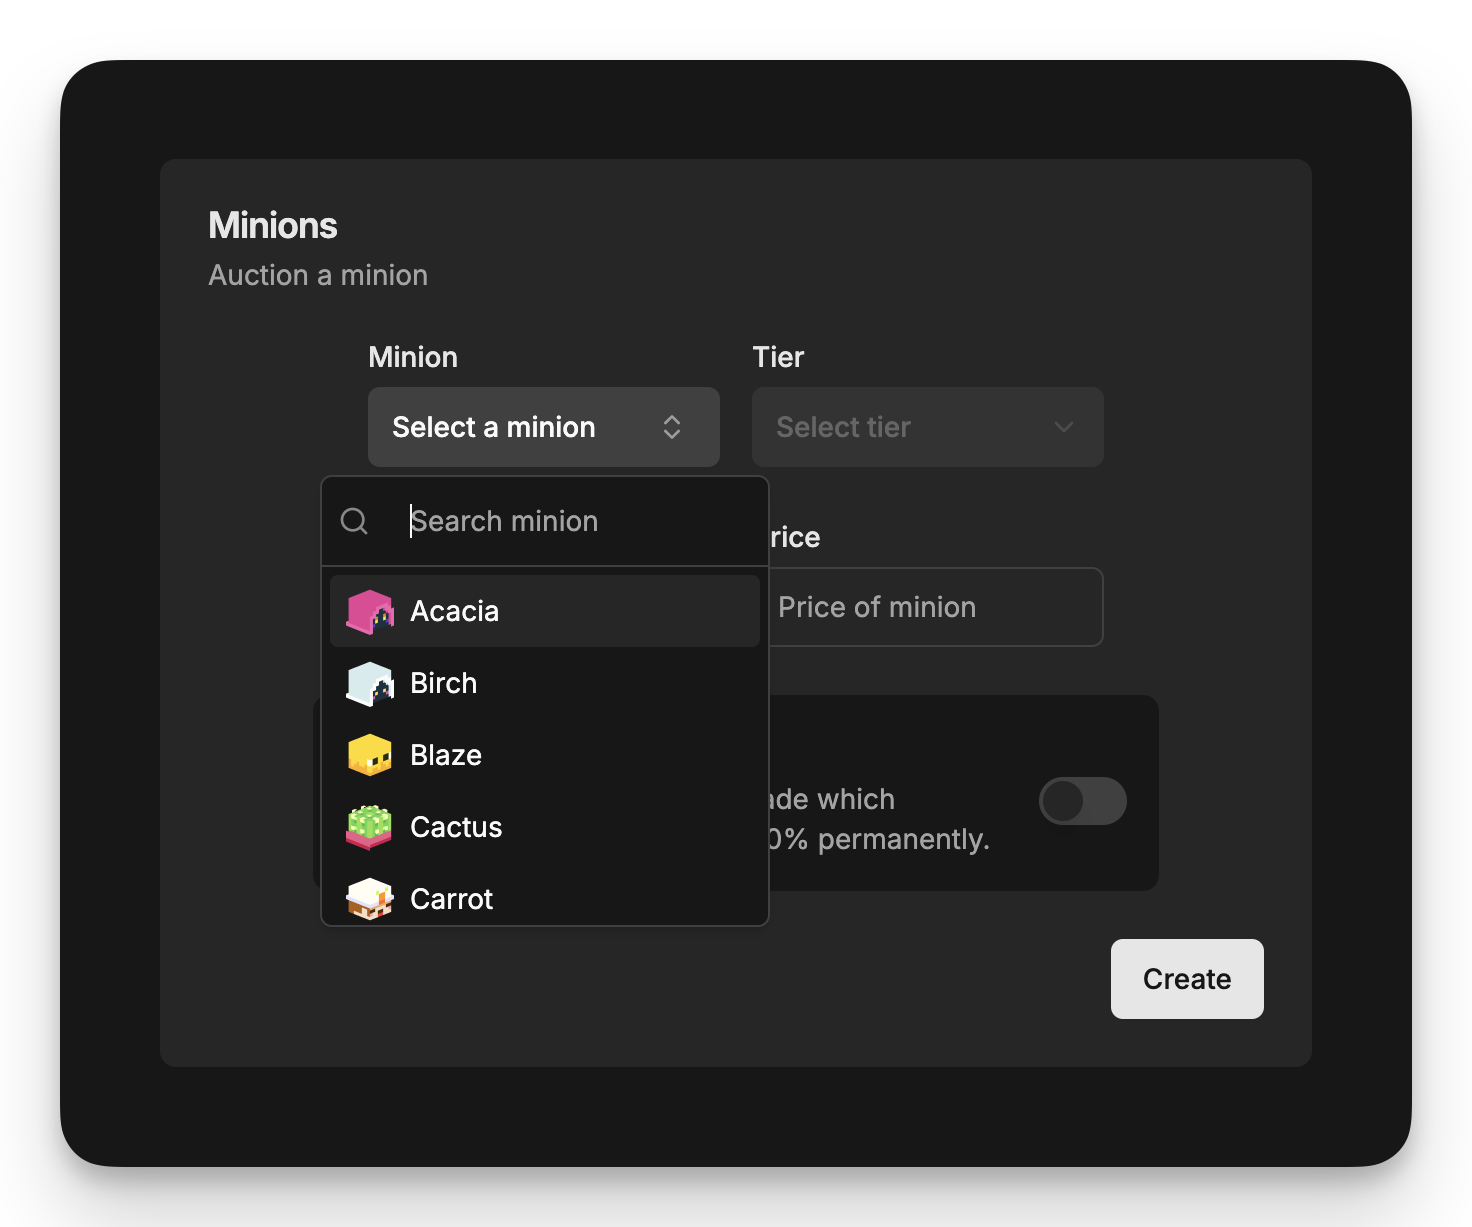 Minions
Auction a minion
Minion
Tier
Select a minion
Select tier
Search minion
rice
Price of minion
Acacia
Birch
Blaze
Cactus
Carrot
ade which
0% permanently.
Create